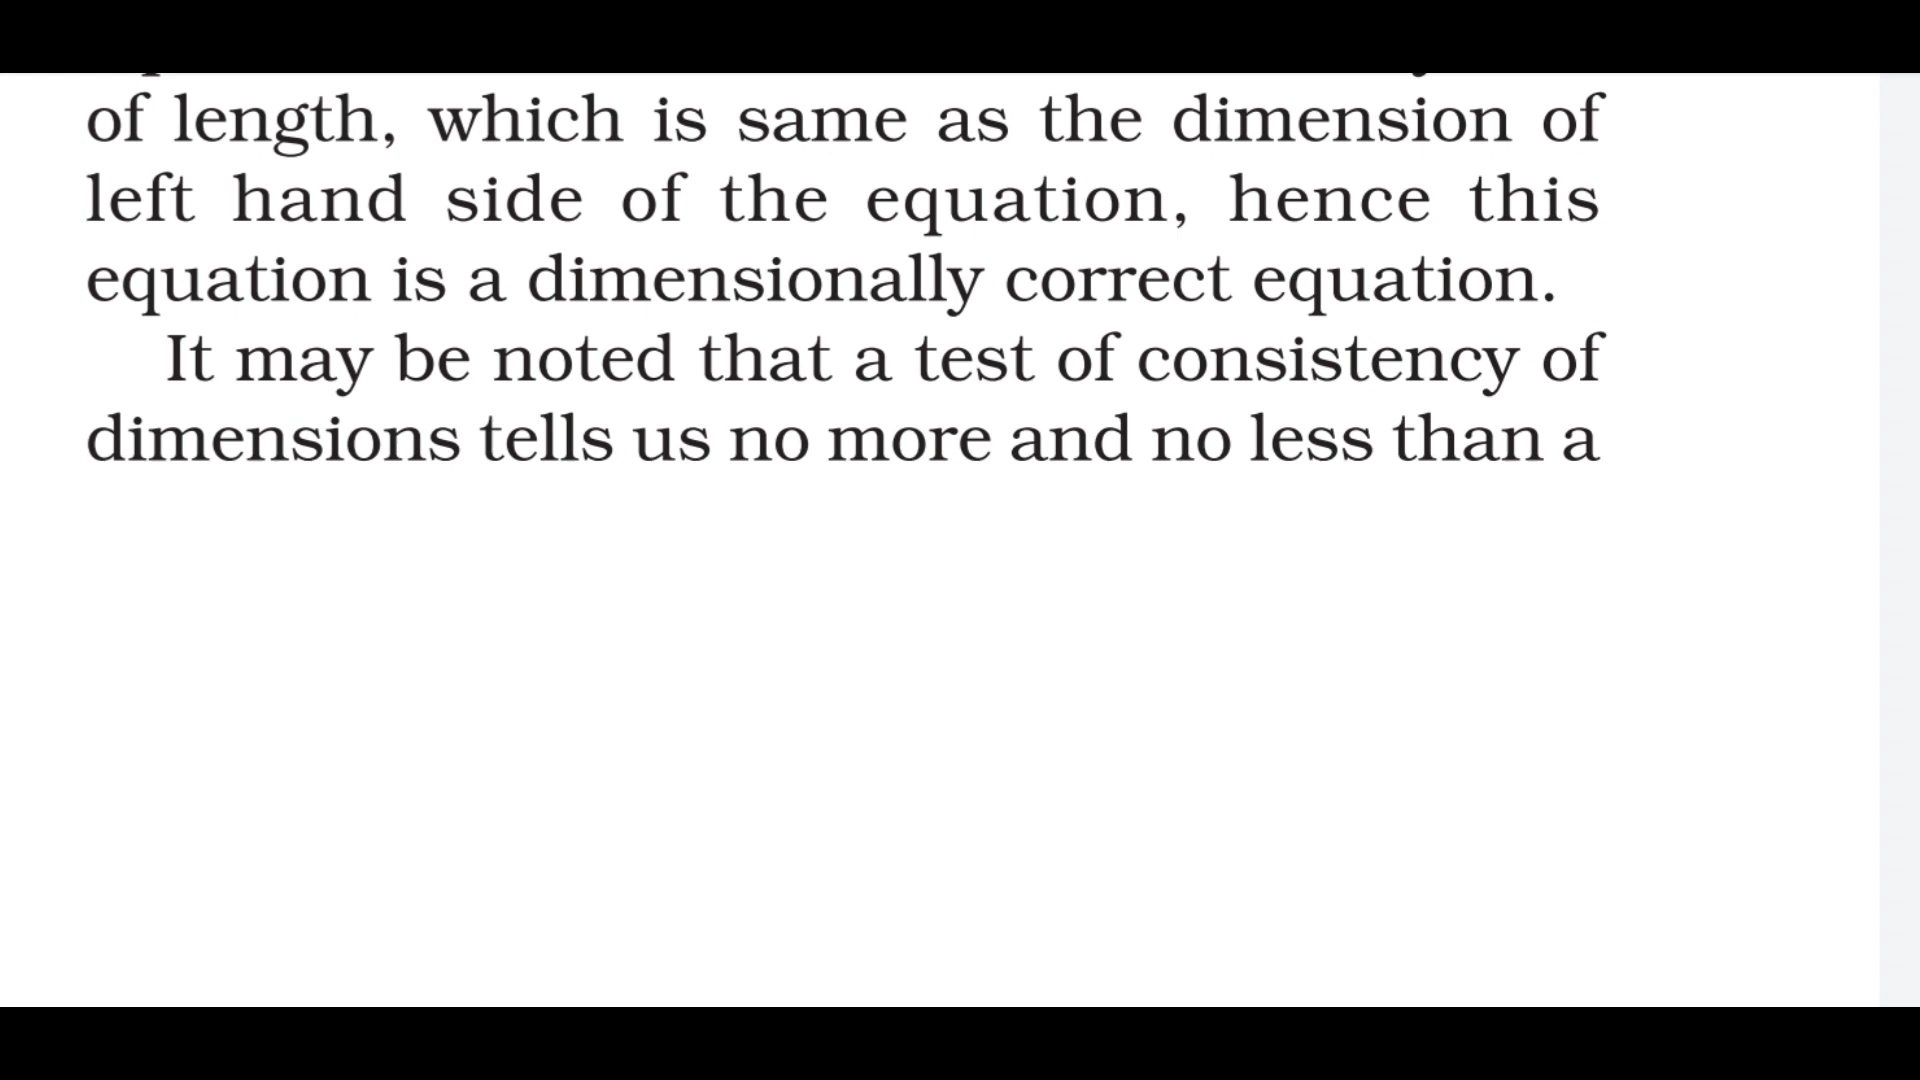 of length, which is same as the dimension of
left hand side of the equation, hence this
equation is a dimensionally correct equation.
It may be noted that a test of consistency of
dimensions tells us no more and no less than a